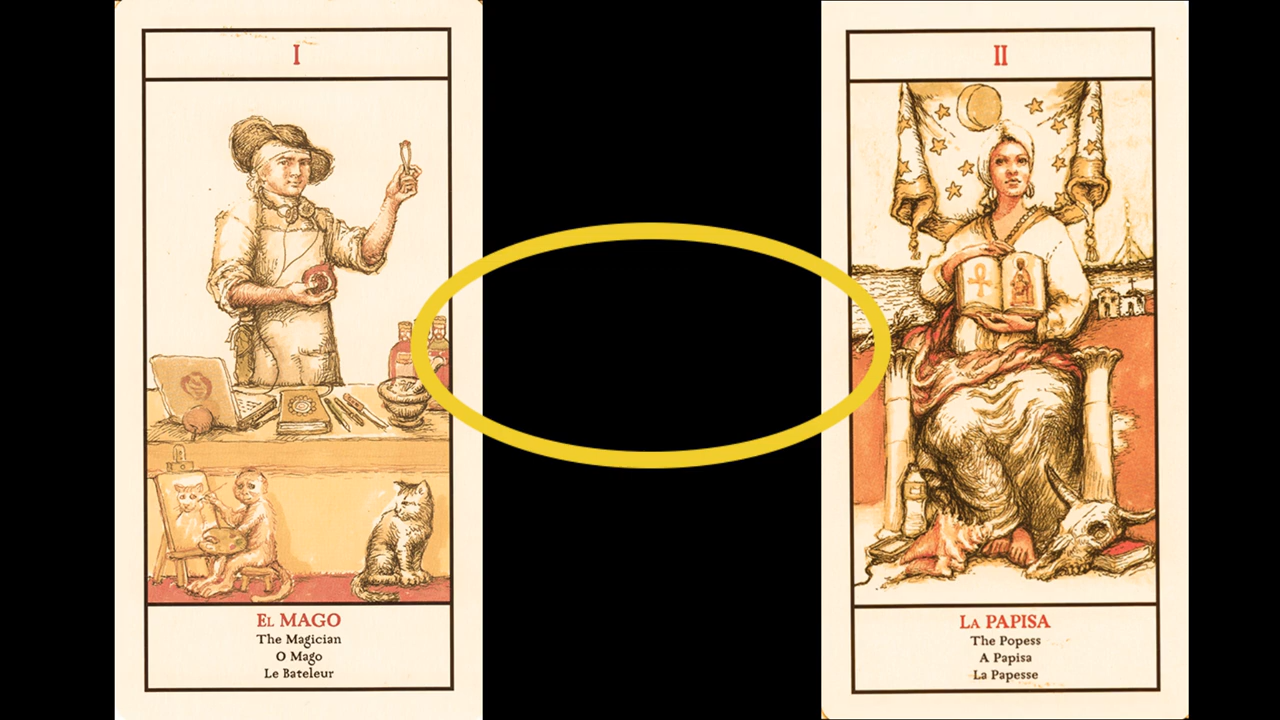 I
El MAGO
The Magician
O Mago
Le Bateleur
II
La PAPISA
The Popess
A Papisa
La Papesse